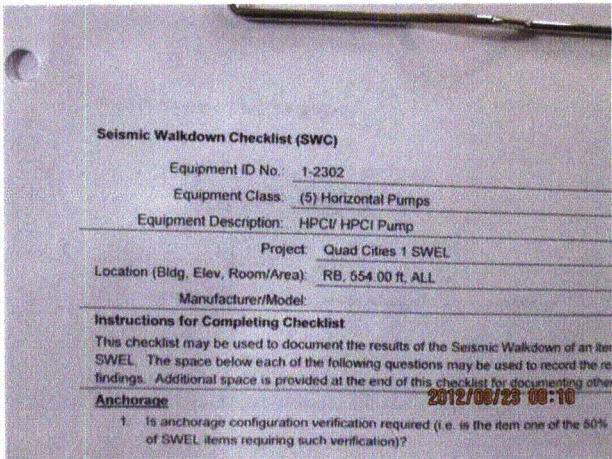 Seismic Walkdown Checklist (SWC)
Equipment ID No.: 1-2302
Equipment Class: (5) Horizontal Pumps
Equipment Description: HPCI/ HPCI Pump
Project: Quad Cities 1 SWEL
Location (Bldg, Elev, Room/Area): RB, 554.00 ft, ALL
Manufacturer/Model:
Instructions for Completing Checklist
This checklist may be used to document the results of the Seismic Walkdown of an
SWEL. The space below each of the following questions may be used to record the
findings. Additional space is provided at the end of this checklist for documenting
2012/08/23 08:10
Anchorage
1. Is anchorage configuration verification required (i.e. is the item one of the 50%
of SWEL items requiring such verification)?